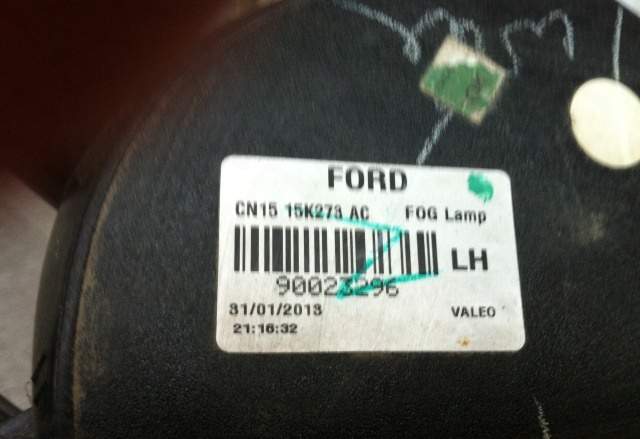 FORD
CN15 15K273 AC FOG Lamp
LH
90023296
31/01/2013 VALEO
21:16:32